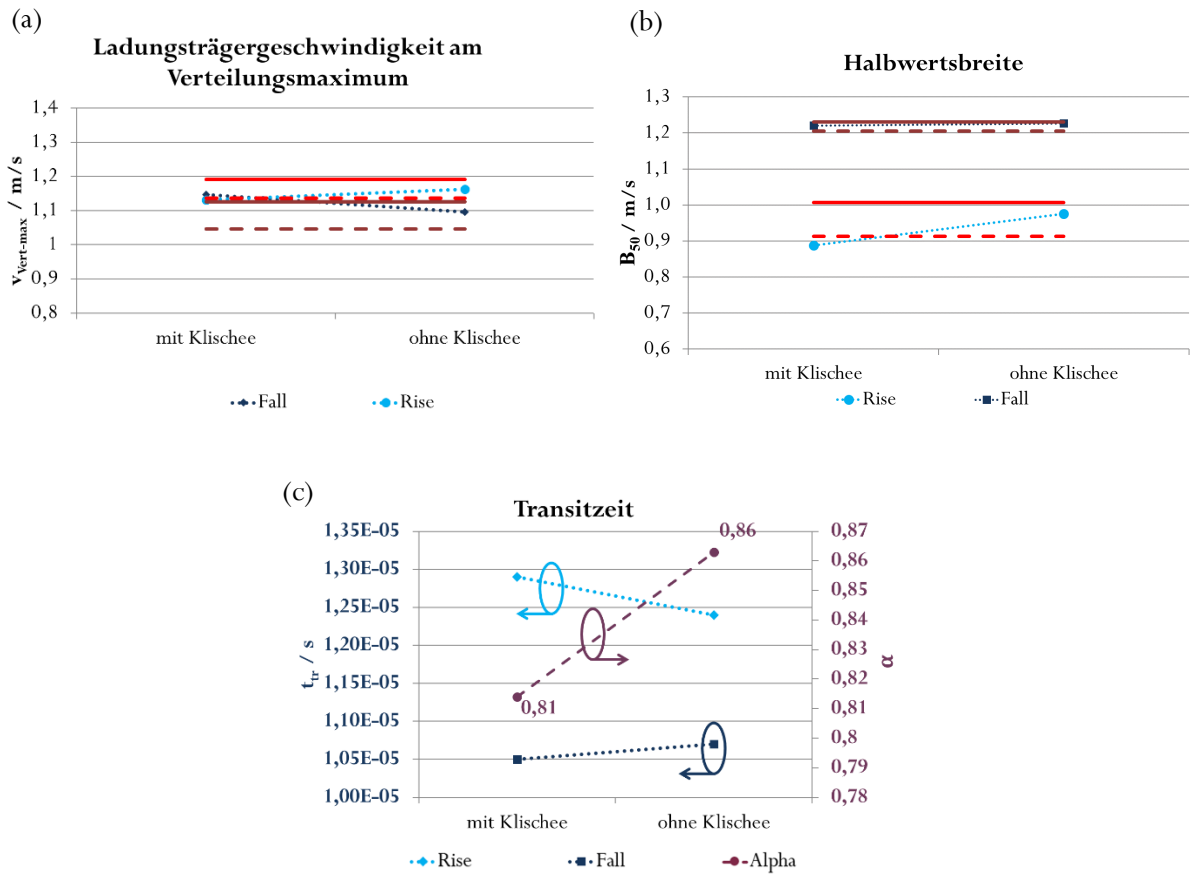 (a)
Ladungsträgergeschwindigkeit am
Verteilungsmaximum
1,4
1,3
1,2
1,1
1
0,9
0,8
vVert-max / m/s
mit Klischee
ohne Klischee
Fall
Rise
(b)
Halbwertsbreite
1,3
1,2
1,1
1,0
0,9
0,8
0,7
0,6
B50 / m/s
mit Klischee
ohne Klischee
Rise
Fall
(c)
Transitzeit
1,35E-05
1,30E-05
1,25E-05
1,20E-05
1,15E-05
1,10E-05
1,05E-05
1,00E-05
ttr / s
0,86
0,81
0,87
0,86
0,85
0,84
0,83
0,82
0,81
0,8
0,79
0,78
α
mit Klischee
ohne Klischee
Rise
Fall
Alpha